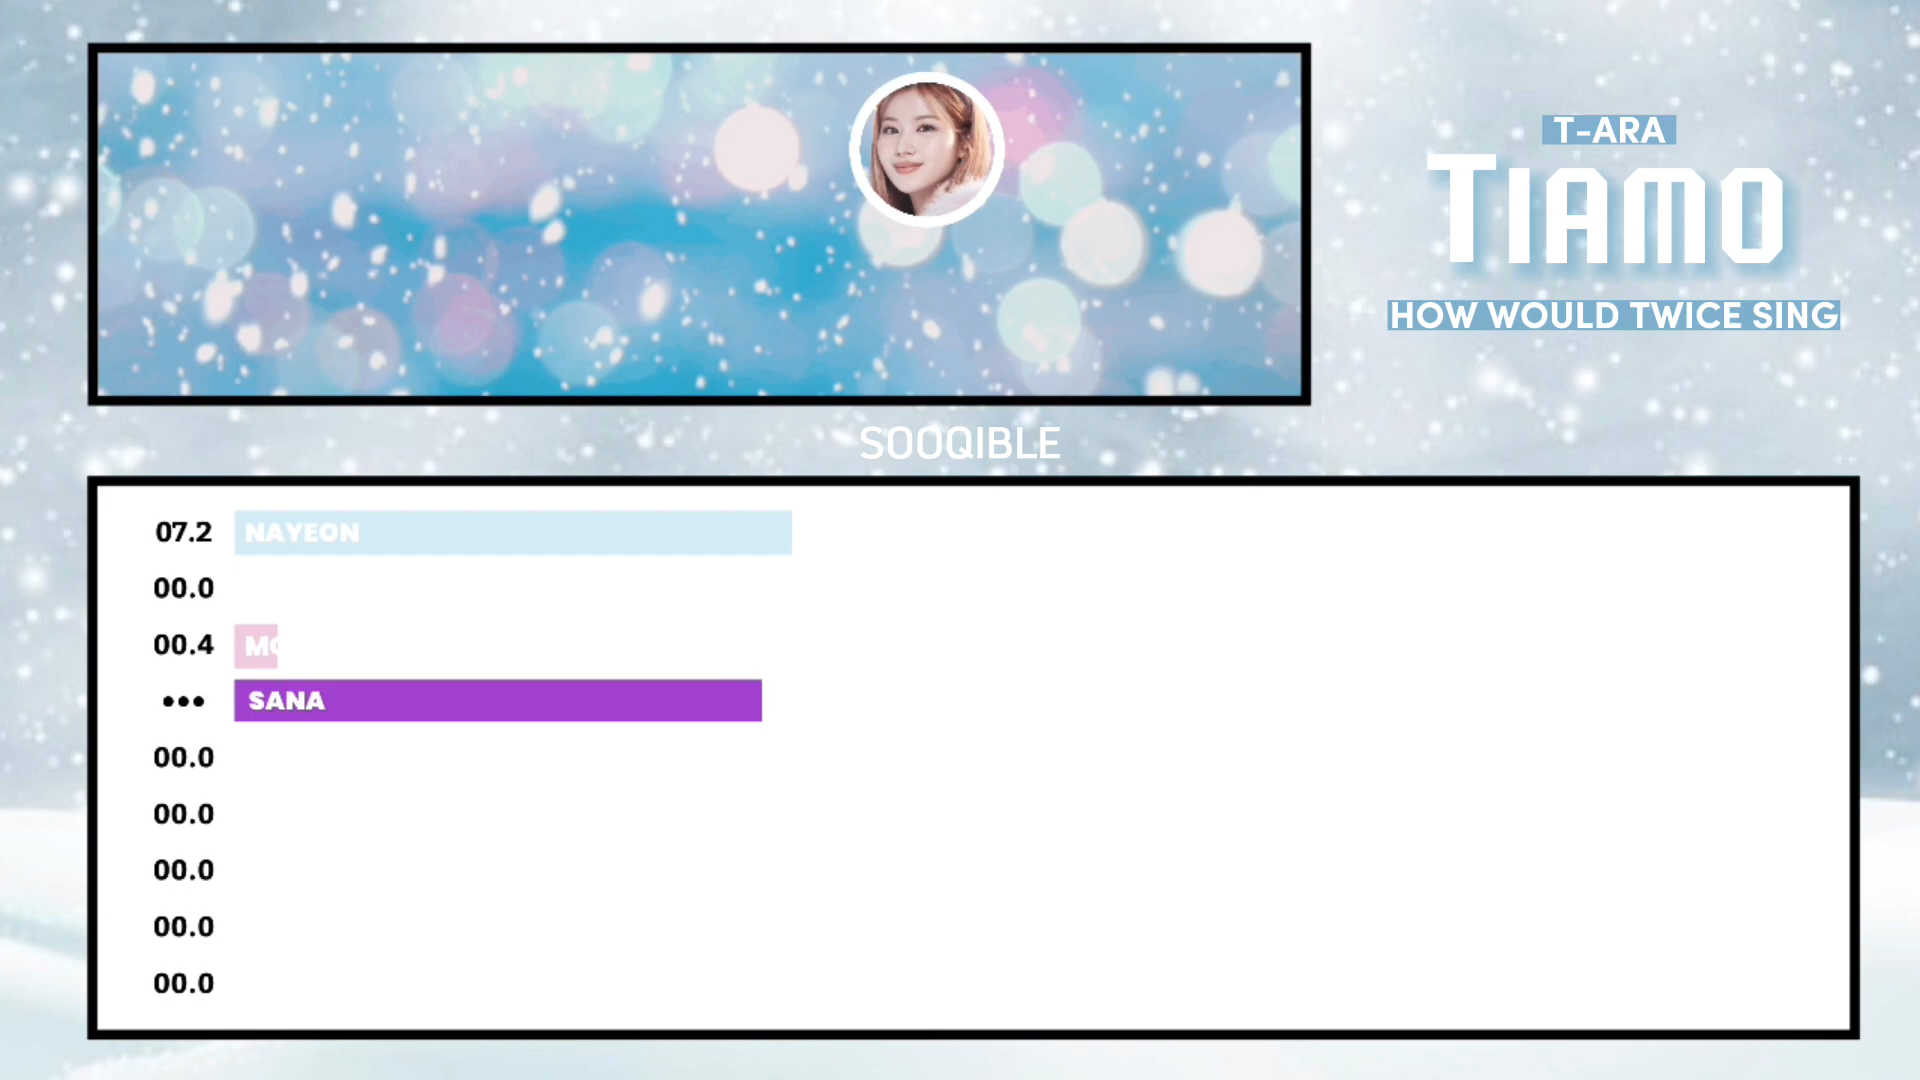 T-ARA
TIAMO
HOW WOULD TWICE SING
SOOQIBLE
07.2 NAYEON
00.0
00.4 MO
••• SANA
00.0
00.0
00.0
00.0
00.0